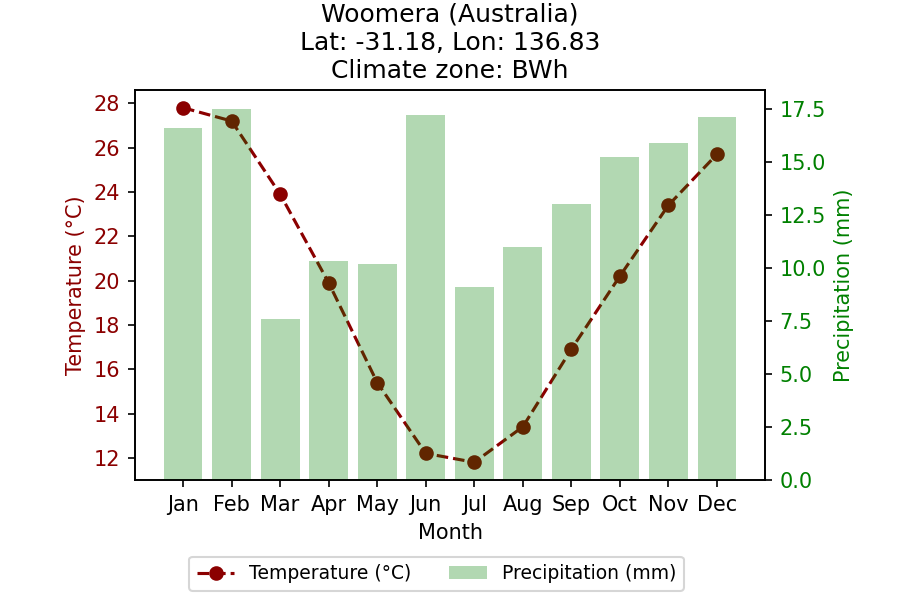 Woomera (Australia)
Lat: -31.18, Lon: 136.83
Climate zone: BWh
28
26
24
22
20
18
16
14
12
Temperature (°C)
17.5
15.0
12.5
10.0
7.5
5.0
2.5
0.0
Precipitation (mm)
Jan Feb Mar Apr May Jun Jul Aug Sep Oct Nov Dec
Month
Temperature (°C) Precipitation (mm)